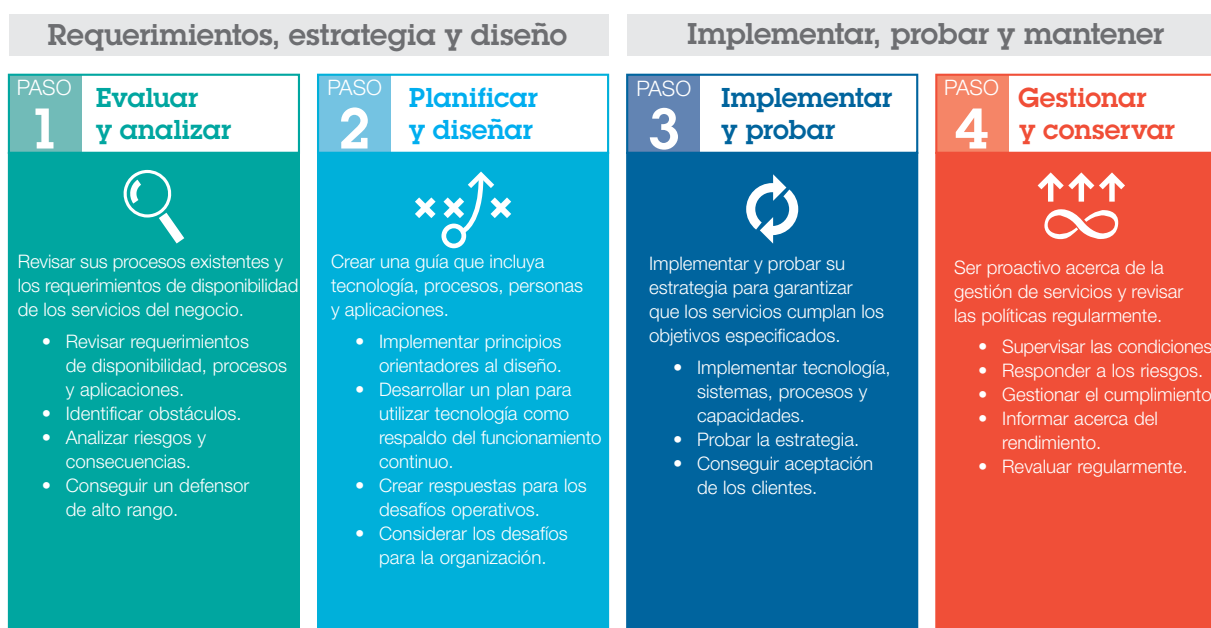 Requerimientos, estrategia y diseño
Implementar, probar y mantener
PASO
1
Evaluar
y analizar
Revisar sus procesos existentes y
los requerimientos de disponibilidad
de los servicios del negocio.
• Revisar requerimientos
de disponibilidad, procesos
y aplicaciones.
• Identificar obstáculos.
• Analizar riesgos y
consecuencias.
• Conseguir un defensor
de alto rango.
PASO
2
Planificar
y diseñar
Crear una guía que incluya
tecnología, procesos, personas
y aplicaciones.
• Implementar principios
orientadores al diseño.
• Desarrollar un plan para
utilizar tecnología como
respaldo del funcionamiento
continuo.
• Crear respuestas para los
desafíos operativos.
• Considerar los desafíos
para la organización.
PASO
3
Implementar
y probar
Implementar y probar su
estrategia para garantizar
que los servicios cumplan los
objetivos especificados.
• Implementar tecnología,
sistemas, procesos y
capacidades.
• Probar la estrategia.
• Conseguir aceptación
de los clientes.
PASO
4
Gestionar
y conservar
Ser proactivo acerca de la
gestión de servicios y revisar
las políticas regularmente.
• Supervisar las condiciones
• Responder a los riesgos.
• Gestionar el cumplimiento
• Informar acerca del
rendimiento.
• Revaluar regularmente.